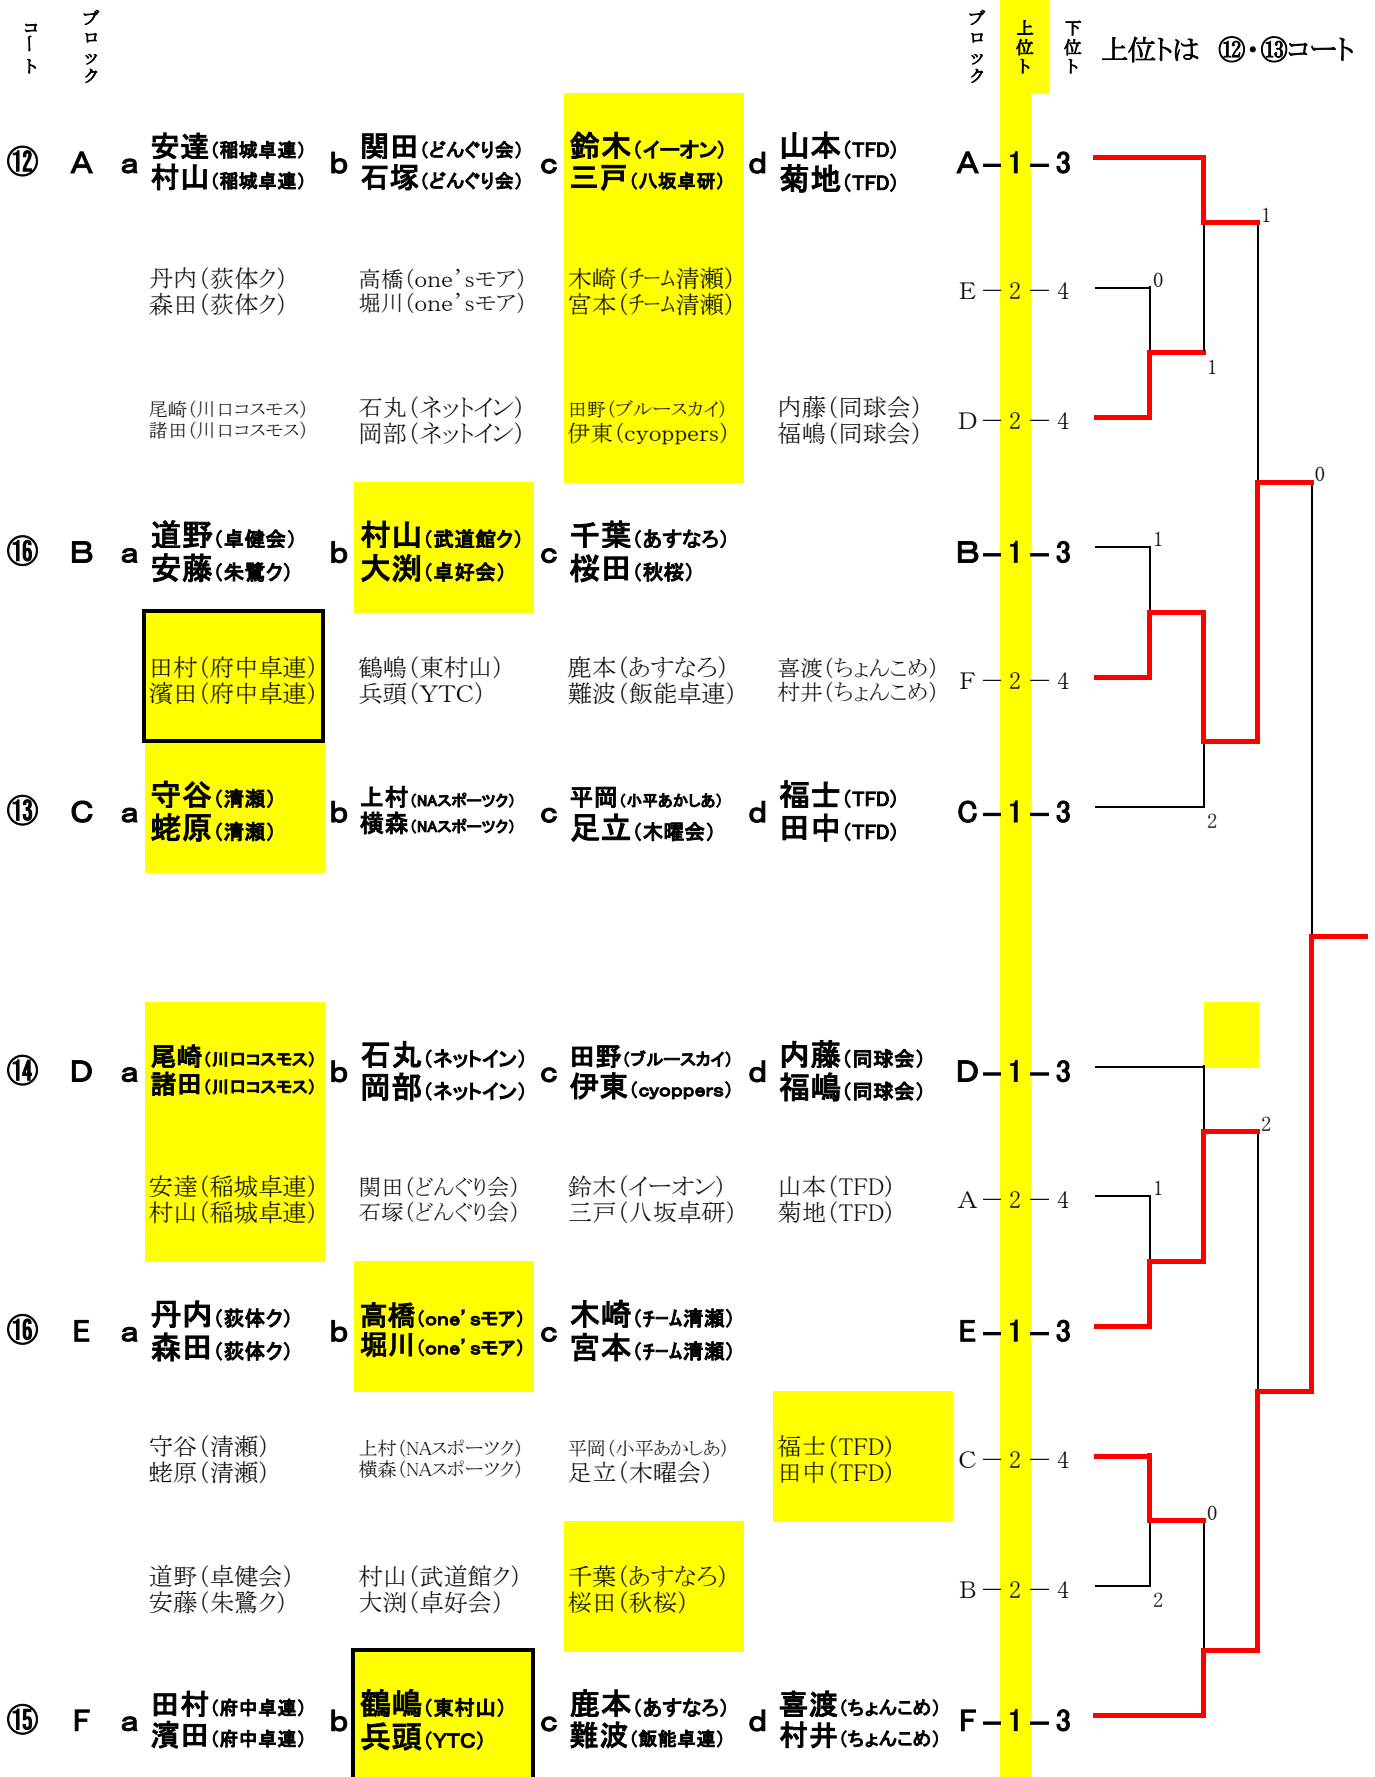 コート ブロック ブロック 上位ト 下位ト 上位トは ⑫・⑬コート
⑫ A a 安達(稲城卓連) b 関田(どんぐり会) c 鈴木(イーオン) d 山本(TFD) A－1－3
村山(稲城卓連) 石塚(どんぐり会) 三戸(八坂卓研) 菊地(TFD)
1
丹内(荻体ク) 高橋(one'sモア) 木崎(チーム清瀬) E－2－4 0
森田(荻体ク) 堀川(one'sモア) 宮本(チーム清瀬)
1
尾崎(川口コスモス) 石丸(ネットイン) 田野(ブルースカイ) 内藤(同球会) D－2－4
諸田(川口コスモス) 岡部(ネットイン) 伊東(cyoppers) 福嶋(同球会)
0
⑯ B a 道野(卓健会) b 村山(武道館ク) c 千葉(あすなろ) B－1－3 1
安藤(朱鷺ク) 大渕(卓好会) 桜田(秋桜)
田村(府中卓連) 鶴嶋(東村山) 鹿本(あすなろ) 喜渡(ちょんこめ) F－2－4
濱田(府中卓連) 兵頭(YTC) 難波(飯能卓連) 村井(ちょんこめ)
⑬ C a 守谷(清瀬) b 上村(NAスポーツク) c 平岡(小平あかしあ) d 福士(TFD) C－1－3
蛯原(清瀬) 横森(NAスポーツク) 足立(木曜会) 田中(TFD) 2
⑭ D a 尾崎(川口コスモス) b 石丸(ネットイン) c 田野(ブルースカイ) d 内藤(同球会) D－1－3
諸田(川口コスモス) 岡部(ネットイン) 伊東(cyoppers) 福嶋(同球会)
2
安達(稲城卓連) 関田(どんぐり会) 鈴木(イーオン) 山本(TFD) A－2－4 1
村山(稲城卓連) 石塚(どんぐり会) 三戸(八坂卓研) 菊地(TFD)
⑯ E a 丹内(荻体ク) b 高橋(one'sモア) c 木崎(チーム清瀬) E－1－3
森田(荻体ク) 堀川(one'sモア) 宮本(チーム清瀬)
守谷(清瀬) 上村(NAスポーツク) 平岡(小平あかしあ) 福士(TFD) C－2－4
蛯原(清瀬) 横森(NAスポーツク) 足立(木曜会) 田中(TFD)
0
道野(卓健会) 村山(武道館ク) 千葉(あすなろ) B－2－4
安藤(朱鷺ク) 大渕(卓好会) 桜田(秋桜) 2
⑮ F a 田村(府中卓連) b 鶴嶋(東村山) c 鹿本(あすなろ) d 喜渡(ちょんこめ) F－1－3
濱田(府中卓連) 兵頭(YTC) 難波(飯能卓連) 村井(ちょんこめ)